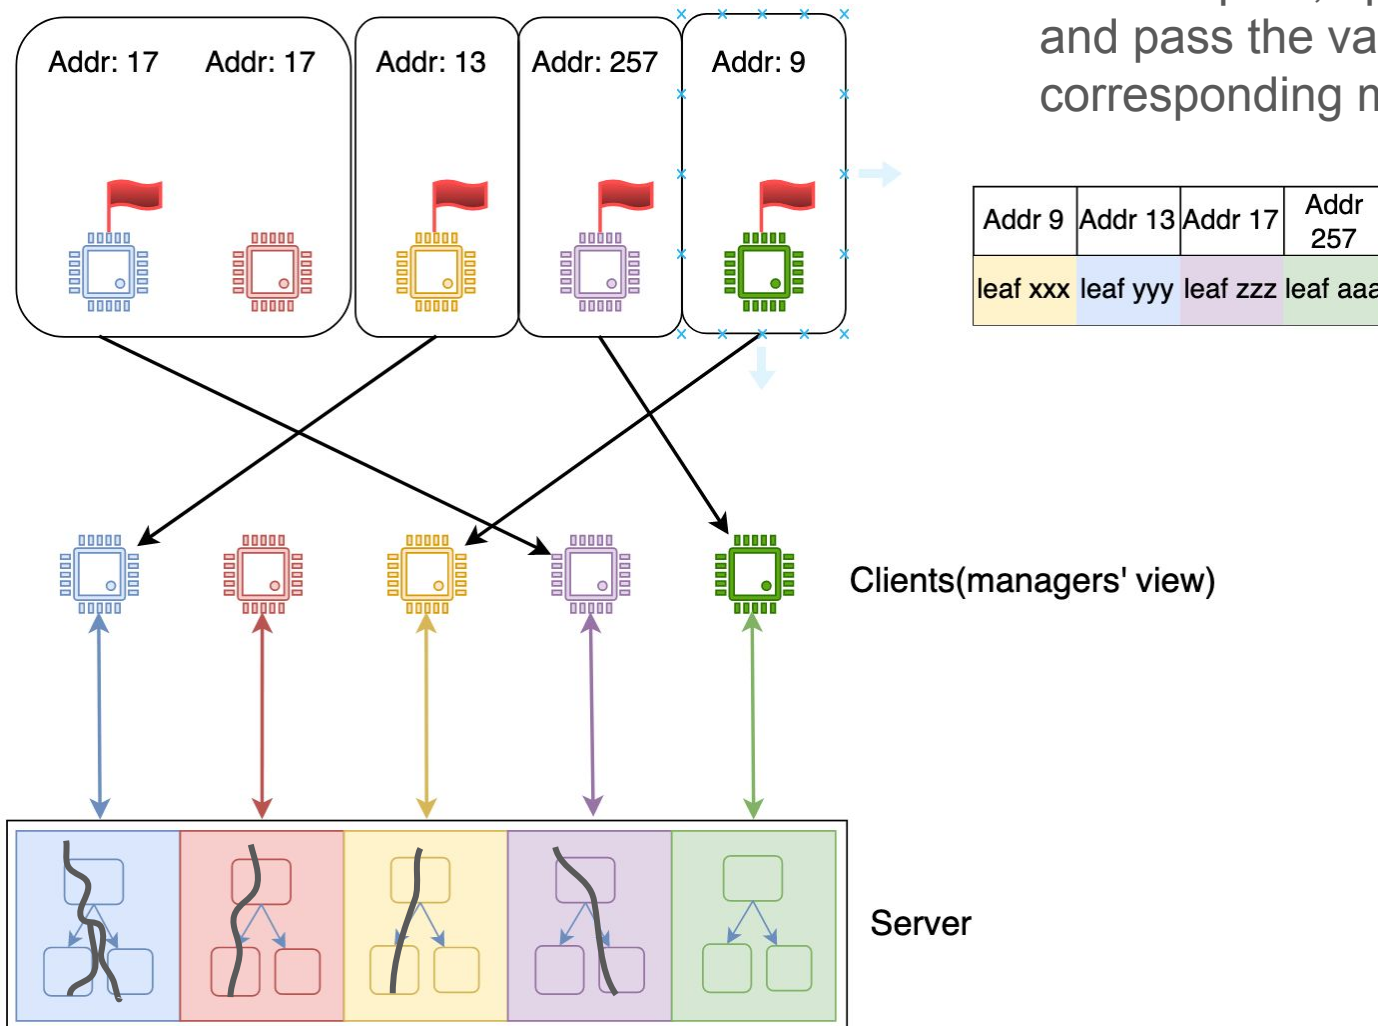 and pass the va
corresponding m
Addr: 17 Addr: 17 Addr: 13 Addr: 257 Addr: 9
Addr 9 Addr 13 Addr 17 Addr 257
leaf xxx leaf yyy leaf zzz leaf aaa
Clients(managers' view)
Server